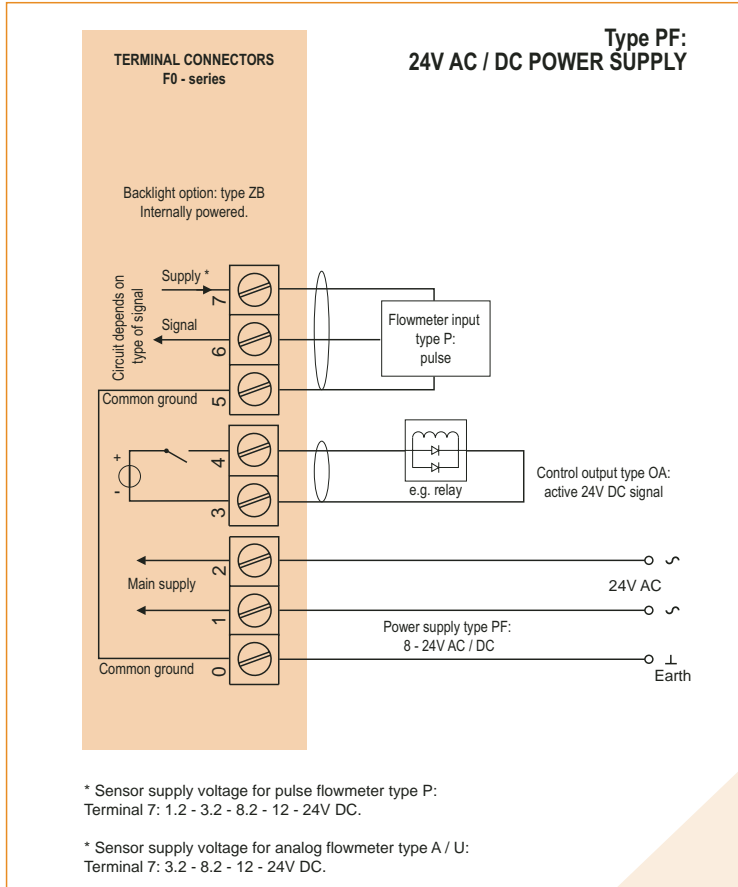 Type PF:
24V AC / DC POWER SUPPLY
TERMINAL CONNECTORS
F0 - series
Backlight option: type ZB
Internally powered.
Circuit depends on
type of signal
Supply *
7
Signal
6
Common ground
5
Flowmeter input
type P:
pulse
+
-
4
3
e.g. relay
Control output type OA:
active 24V DC signal
2
Main supply
1
24V AC
Power supply type PF:
8 - 24V AC / DC
Common ground
0
Earth
* Sensor supply voltage for pulse flowmeter type P:
Terminal 7: 1.2 - 3.2 - 8.2 - 12 - 24V DC.
* Sensor supply voltage for analog flowmeter type A / U:
Terminal 7: 3.2 - 8.2 - 12 - 24V DC.